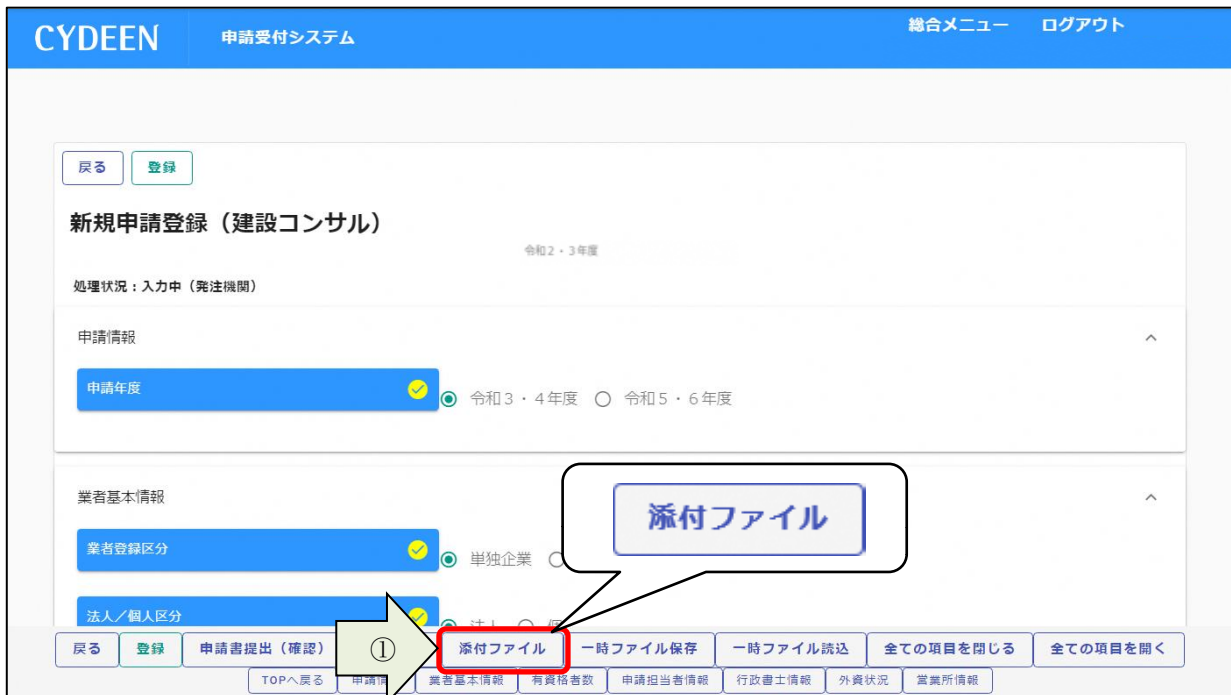 CYDEEN 申請受付システム 総合メニュー ログアウト
戻る 登録
新規申請登録（建設コンサル）
令和2・3年度
処理状況：入力中（発注機関）
申請情報
申請年度 令和3・4年度 令和5・6年度
業者基本情報
添付ファイル
業者登録区分 単独企業
法人／個人区分 法人
戻る 登録 申請書提出（確認） ① 添付ファイル 一時ファイル保存 一時ファイル読込 全ての項目を閉じる 全ての項目を開く
TOPへ戻る 申請情 業者基本情報 有資格者数 申請担当者情報 行政書士情報 外資状況 営業所情報